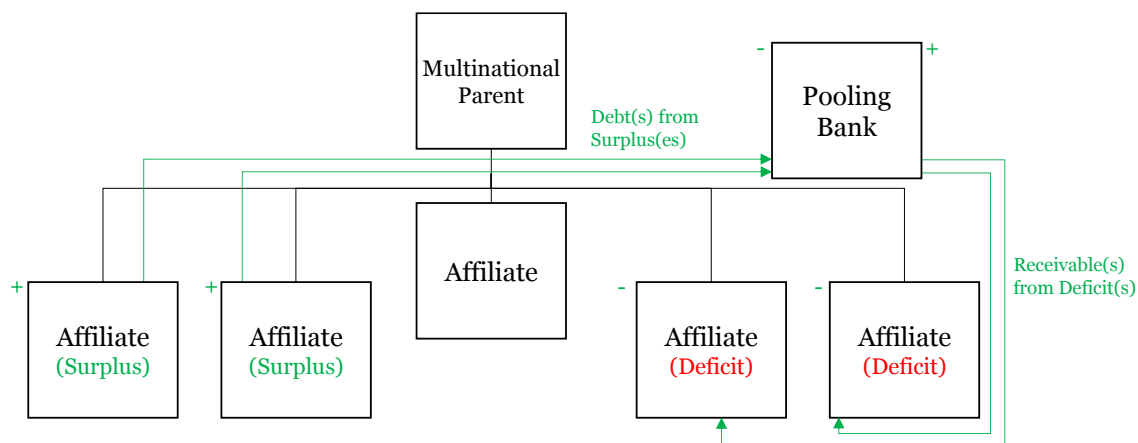 Multinational
Parent
-
+
Pooling
Bank
Debt(s) from
Surplus(es)
Affiliate
Receivable(s)
from Deficit(s)
+
Affiliate
(Surplus)
+
Affiliate
(Surplus)
-
Affiliate
(Deficit)
-
Affiliate
(Deficit)